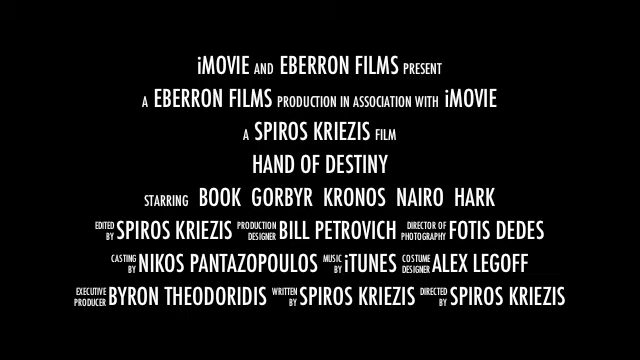 iMOVIE AND EBERRON FILMS PRESENT
A EBERRON FILMS PRODUCTION IN ASSOCIATION WITH iMOVIE
A SPIROS KRIEZIS FILM
HAND OF DESTINY
STARRING BOOK GORBYR KRONOS NAIRO HARK
EDITED BY SPIROS KRIEZIS PRODUCTION DESIGNER BILL PETROVICH DIRECTOR OF PHOTOGRAPHY FOTIS DEDES
CASTING BY NIKOS PANTAZOPOULOS MUSIC BY iTUNES COSTUME DESIGNER ALEX LEGOFF
EXECUTIVE PRODUCER BYRON THEODORIDIS WRITTEN BY SPIROS KRIEZIS DIRECTED BY SPIROS KRIEZIS